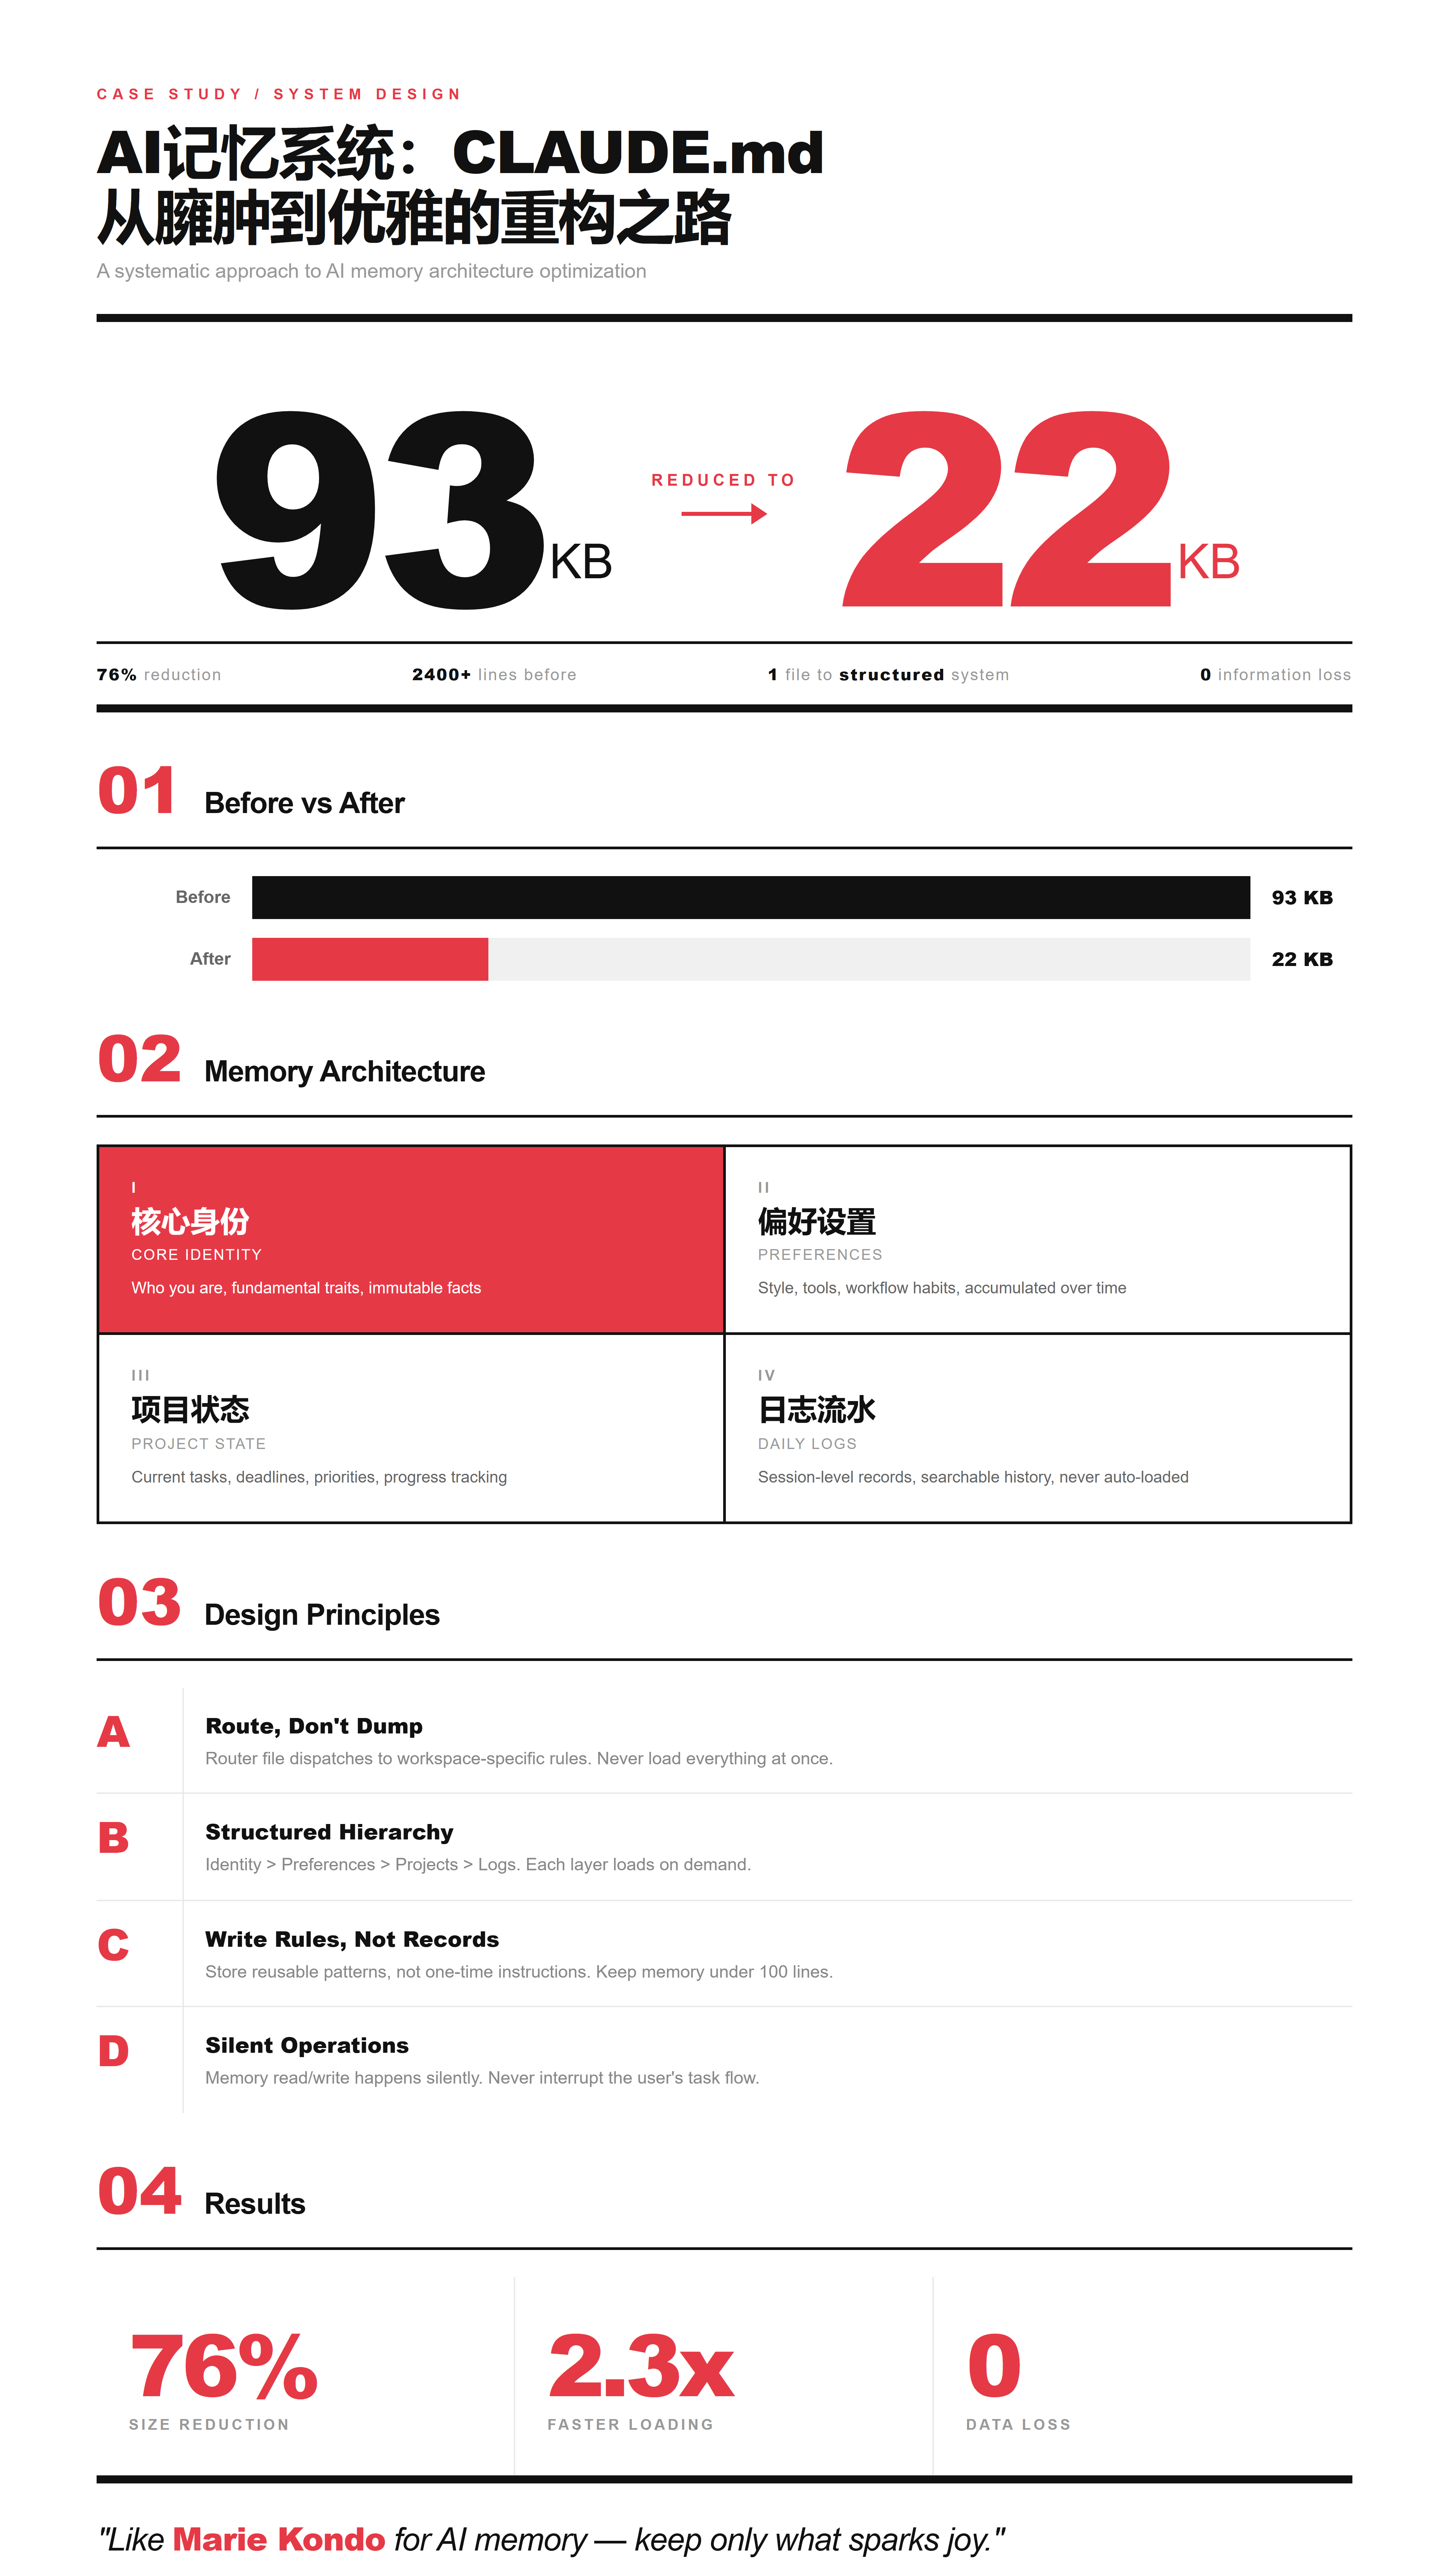 CASE STUDY / SYSTEM DESIGN
AI记忆系统：CLAUDE.md
从臃肿到优雅的重构之路
A systematic approach to AI memory architecture optimization
93 KB
REDUCED TO
22 KB
76% reduction
2400+ lines before
1 file to structured system
0 information loss
01 Before vs After
Before 93 KB
After 22 KB
02 Memory Architecture
I
核心身份
CORE IDENTITY
Who you are, fundamental traits, immutable facts
II
偏好设置
PREFERENCES
Style, tools, workflow habits, accumulated over time
III
项目状态
PROJECT STATE
Current tasks, deadlines, priorities, progress tracking
IV
日志流水
DAILY LOGS
Session-level records, searchable history, never auto-loaded
03 Design Principles
A
Route, Don't Dump
Router file dispatches to workspace-specific rules. Never load everything at once.
B
Structured Hierarchy
Identity > Preferences > Projects > Logs. Each layer loads on demand.
C
Write Rules, Not Records
Store reusable patterns, not one-time instructions. Keep memory under 100 lines.
D
Silent Operations
Memory read/write happens silently. Never interrupt the user's task flow.
04 Results
76%
SIZE REDUCTION
2.3x
FASTER LOADING
0
DATA LOSS
"Like Marie Kondo for AI memory — keep only what sparks joy."